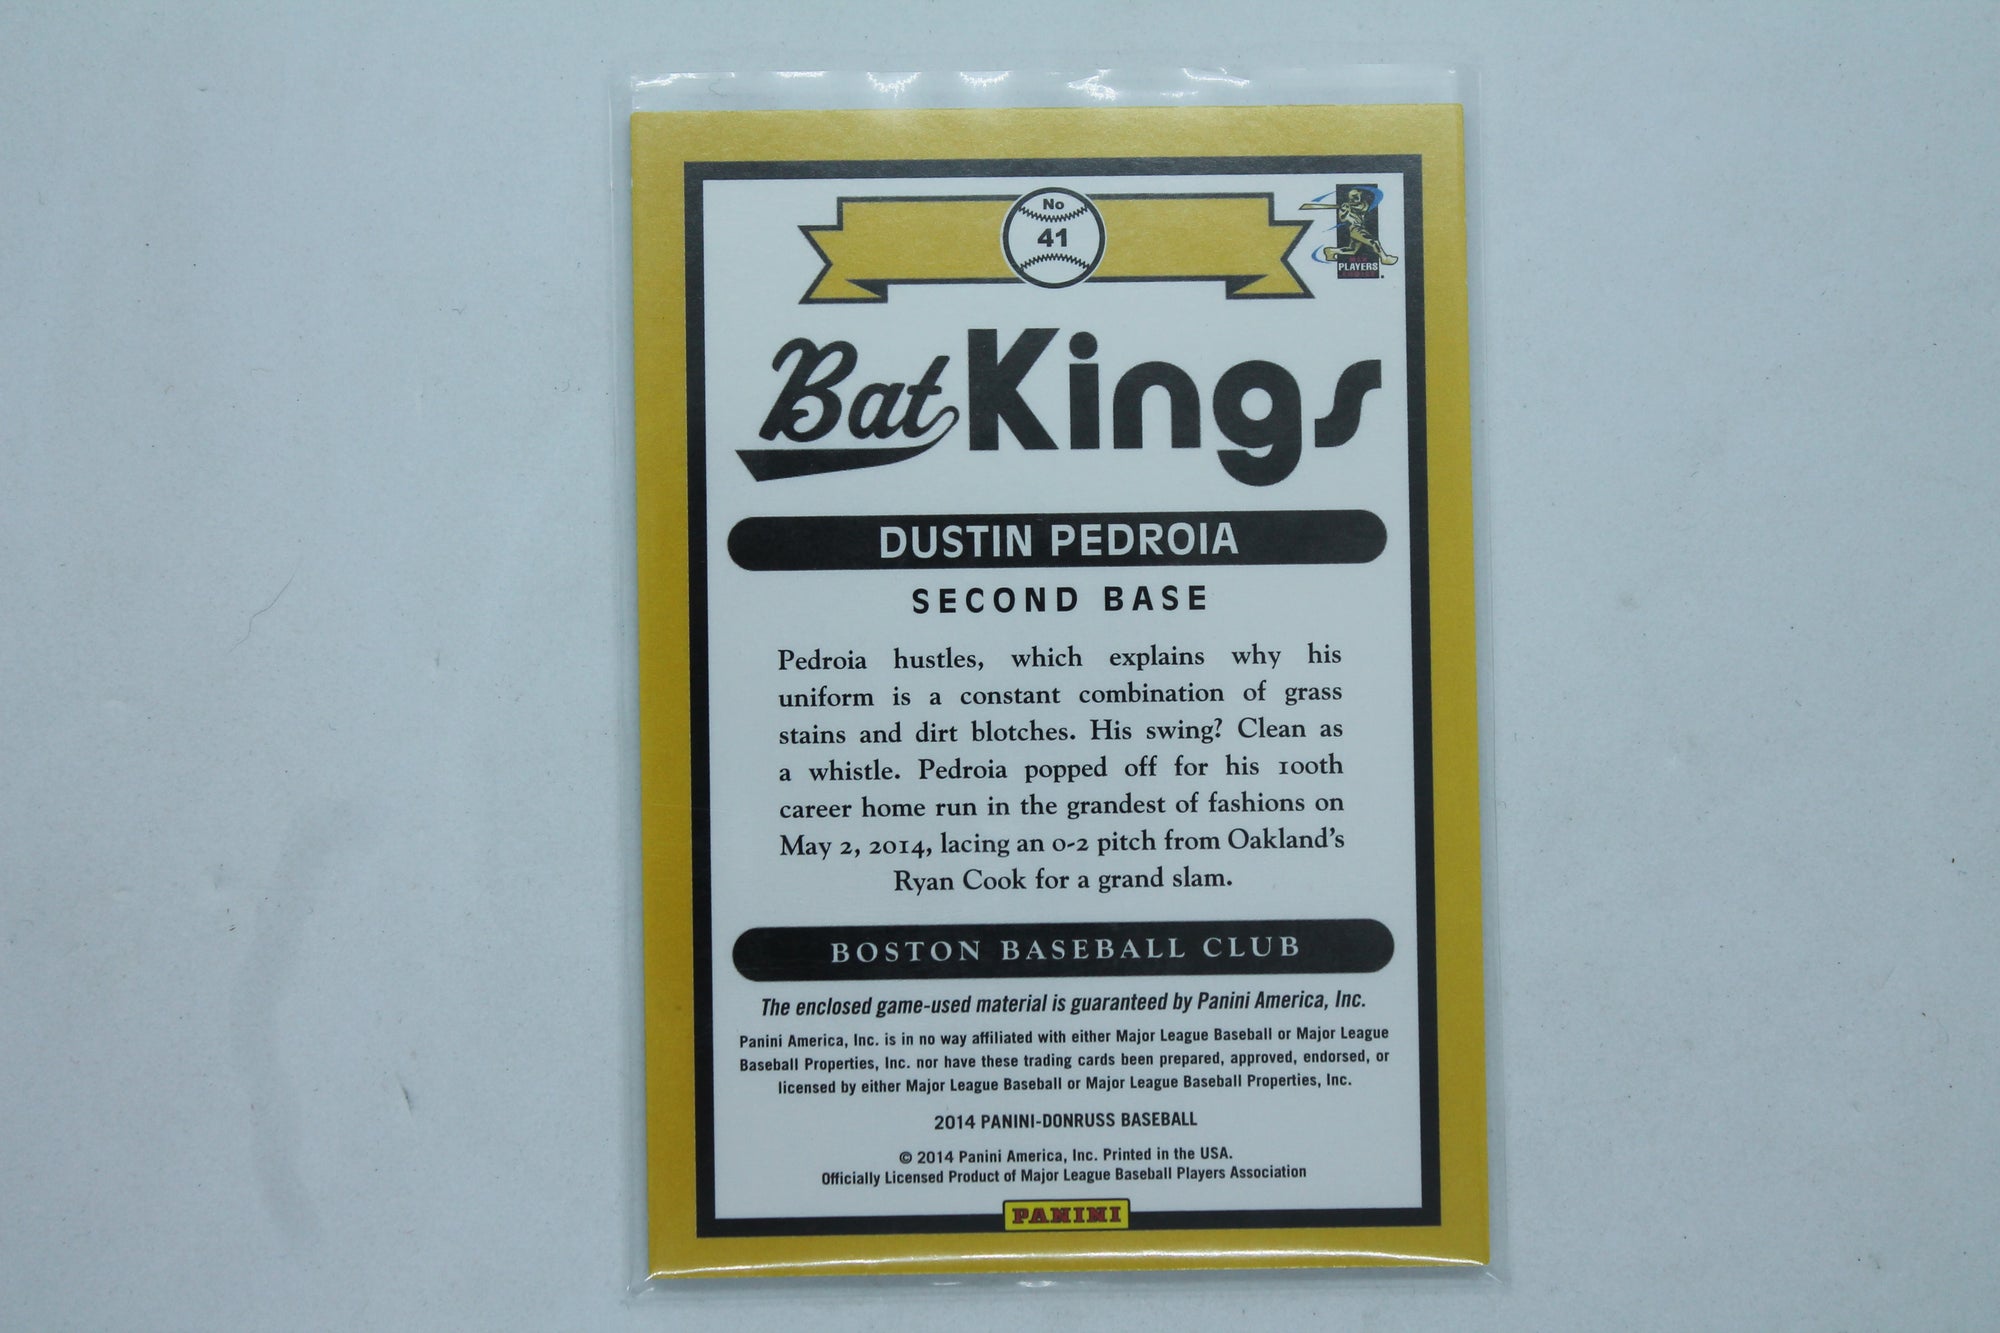 No
41
PLAYERS
Bat Kings
DUSTIN PEDROIA
SECOND BASE
Pedroia hustles, which explains why his
uniform is a constant combination of grass
stains and dirt blotches. His swing? Clean as
a whistle. Pedroia popped off for his 100th
career home run in the grandest of fashions on
May 2, 2014, lacing an 0-2 pitch from Oakland's
Ryan Cook for a grand slam.
BOSTON BASEBALL CLUB
The enclosed game-used material is guaranteed by Panini America, Inc.
Panini America, Inc. is in no way affiliated with either Major League Baseball or Major League
Baseball Properties, Inc. nor have these trading cards been prepared, approved, endorsed, or
licensed by either Major League Baseball or Major League Baseball Properties, Inc.
2014 PANINI-DONRUSS BASEBALL
© 2014 Panini America, Inc. Printed in the USA.
Officially Licensed Product of Major League Baseball Players Association
PANINI